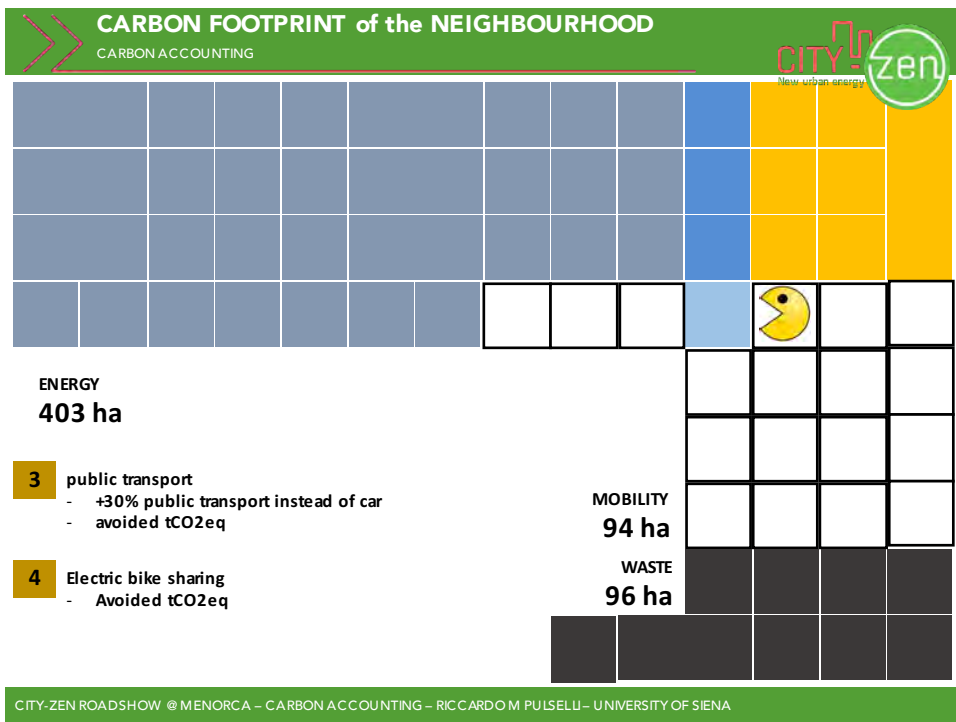 CARBON FOOTPRINT of the NEIGHBOURHOOD
CARBON ACCOUNTING
CITY
zen
New urban energy
ENERGY
403 ha
3 public transport
- +30% public transport instead of car
- avoided tCO2eq
4 Electric bike sharing
- Avoided tCO2eq
MOBILITY
94 ha
WASTE
96 ha
CITY-ZEN ROADSHOW @ MENORCA – CARBON ACCOUNTING – RICCARDO M PULSELLI – UNIVERSITY OF SIENA